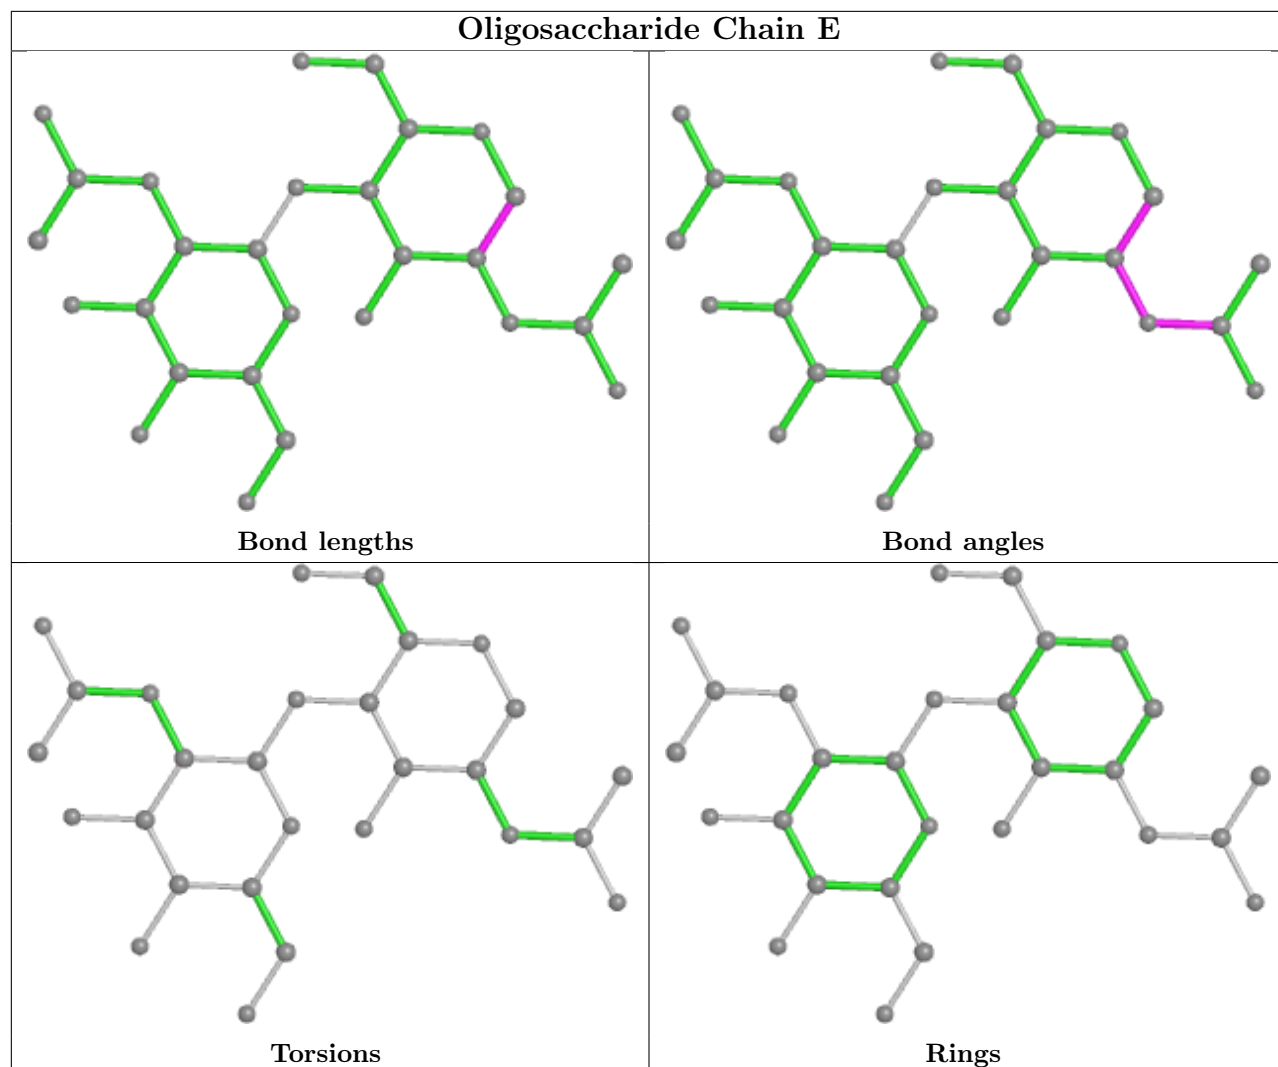 Oligosaccharide Chain E
Bond lengths
Bond angles
Torsions
Rings